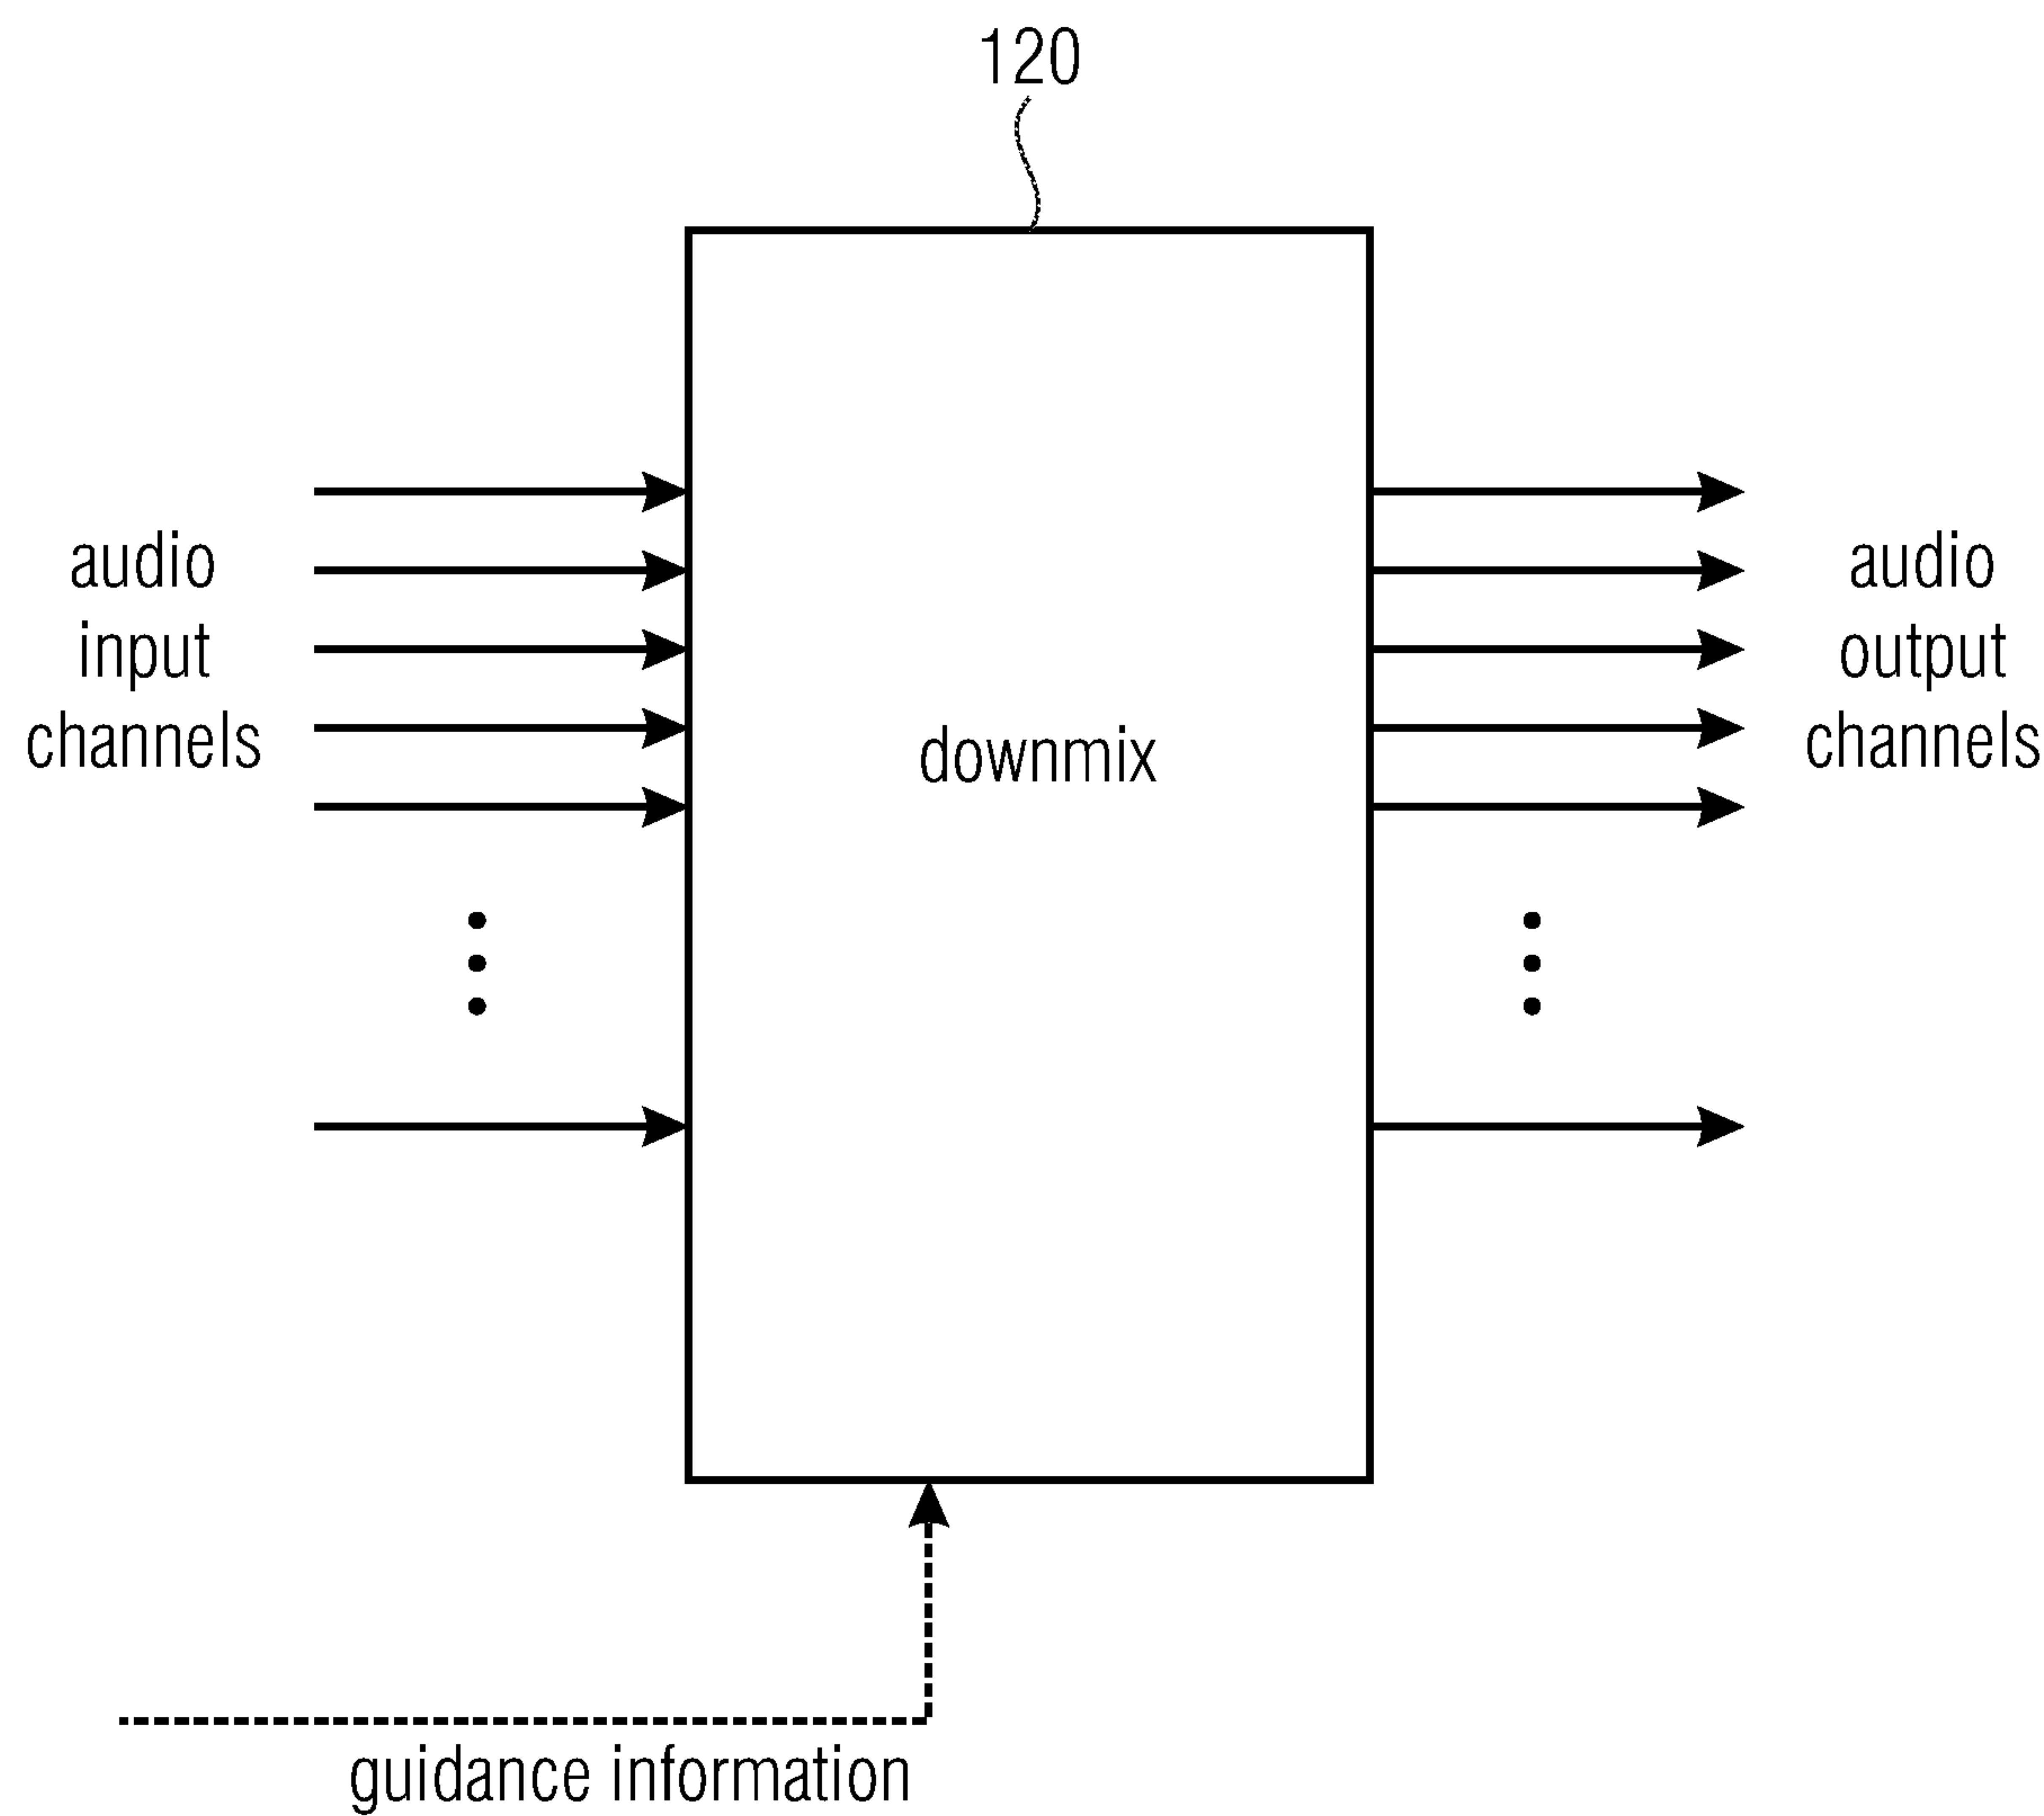 120
audio
input
channels
downmix
audio
output
channels
guidance information